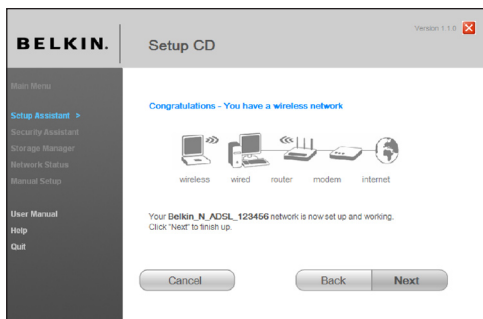 Version 1.1.0
BELKIN.
Setup CD
Main Menu
Setup Assistant >
Security Assistant
Storage Manager
Network Status
Manual Setup
User Manual
Help
Quit
Congratulations - You have a wireless network
wireless wired router modem internet
Your Belkin_N_ADSL_123456 network is now set up and working.
Click "Next" to finish up.
Cancel Back Next